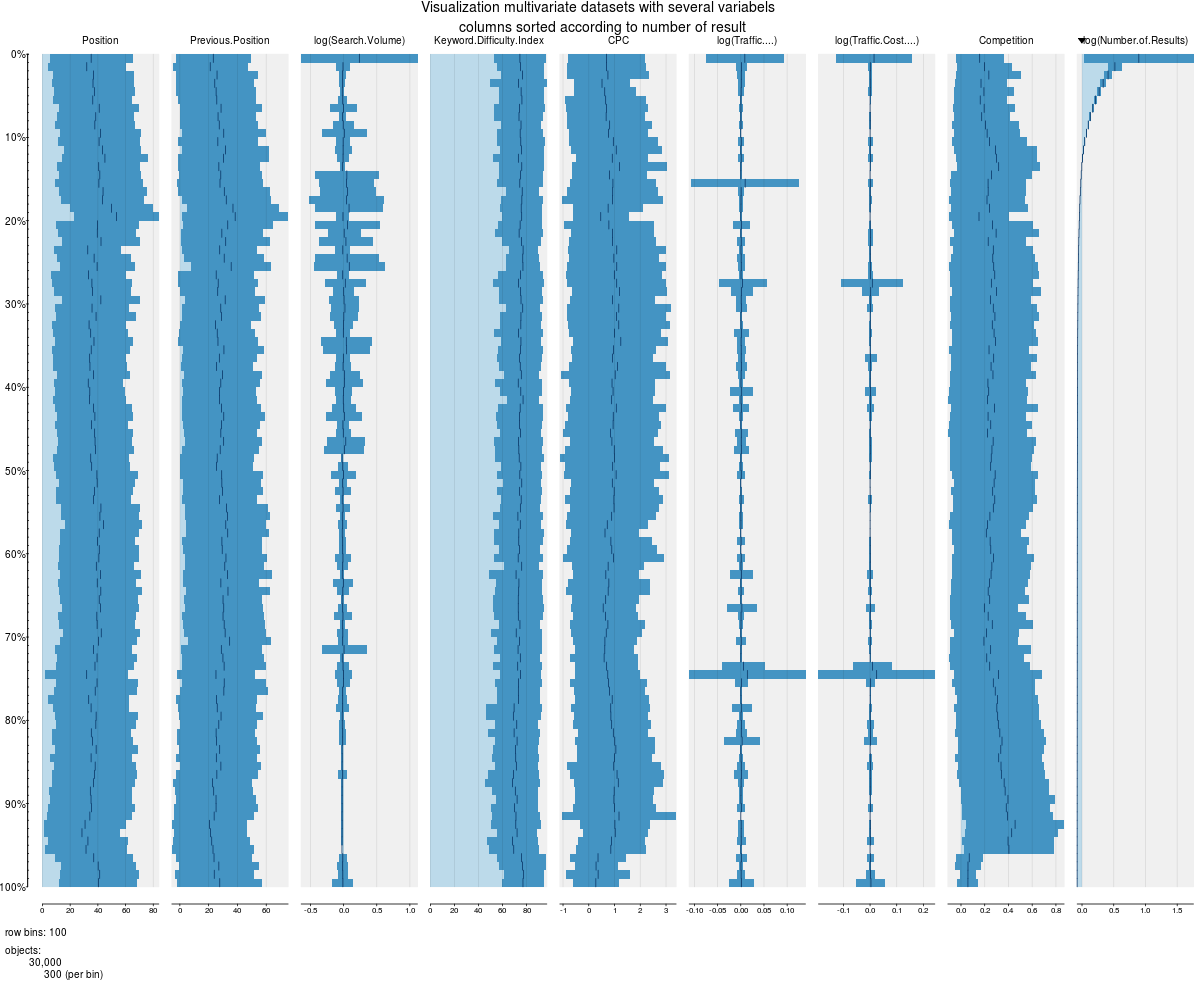 Visualization multivariate datasets with several variabels
columns sorted according to number of result
Position Previous.Position log(Search.Volume) Keyword.Difficulty.Index CPC log(Traffic....) log(Traffic.Cost....) Competition log(Number.of.Results)
0%
10%
20%
30%
40%
50%
60%
70%
80%
90%
100%
0 20 40 60 80 0 20 40 60 -0.5 0.0 0.5 1.0 0 20 40 60 80 -1 0 1 2 3 -0.10 -0.05 0.00 0.05 0.10 -0.1 0.0 0.1 0.2 0.0 0.2 0.4 0.6 0.8 0.0 0.5 1.0 1.5
row bins: 100
objects:
30,000
300 (per bin)